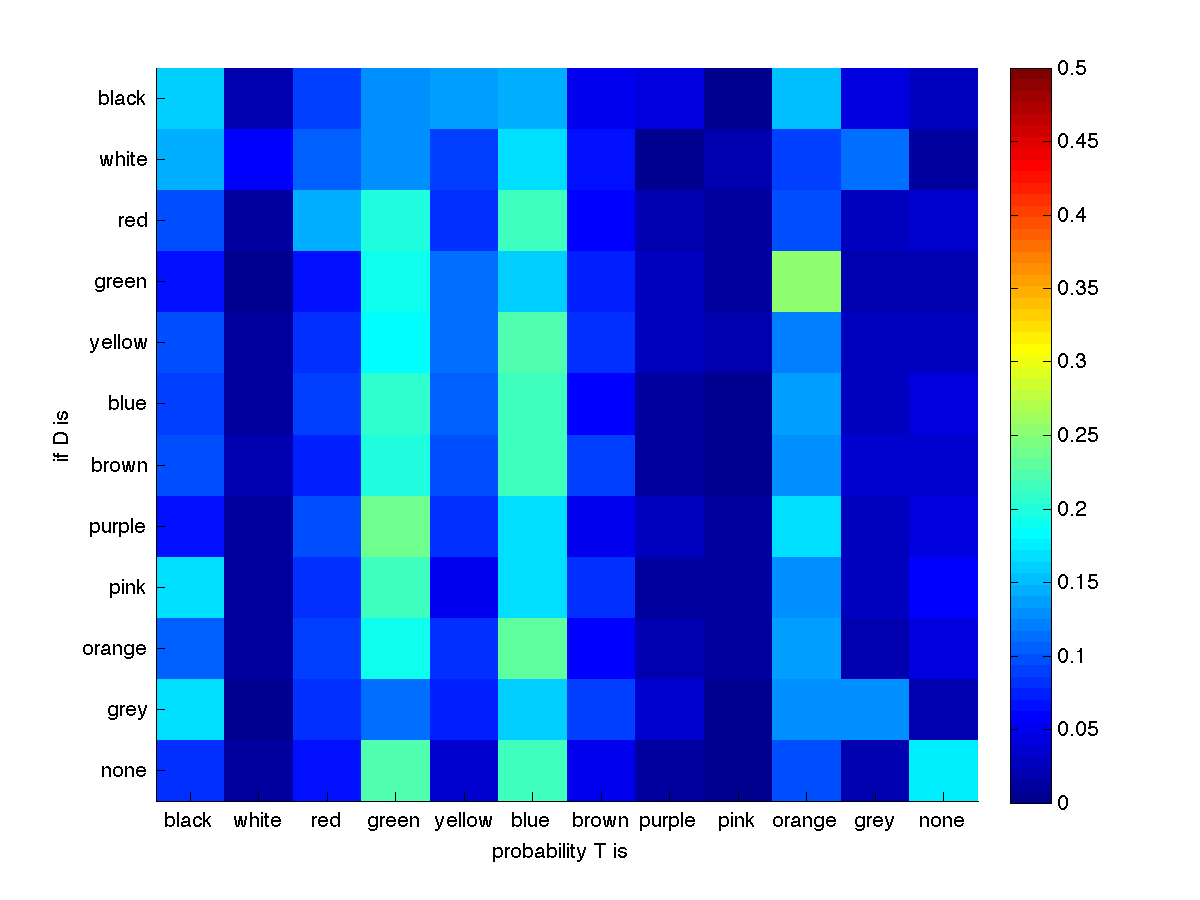 black
white
red
green
yellow
blue
brown
purple
pink
orange
grey
none
if D is
black white red green yellow blue brown purple pink orange grey none
probability T is
0.5
0.45
0.4
0.35
0.3
0.25
0.2
0.15
0.1
0.05
0